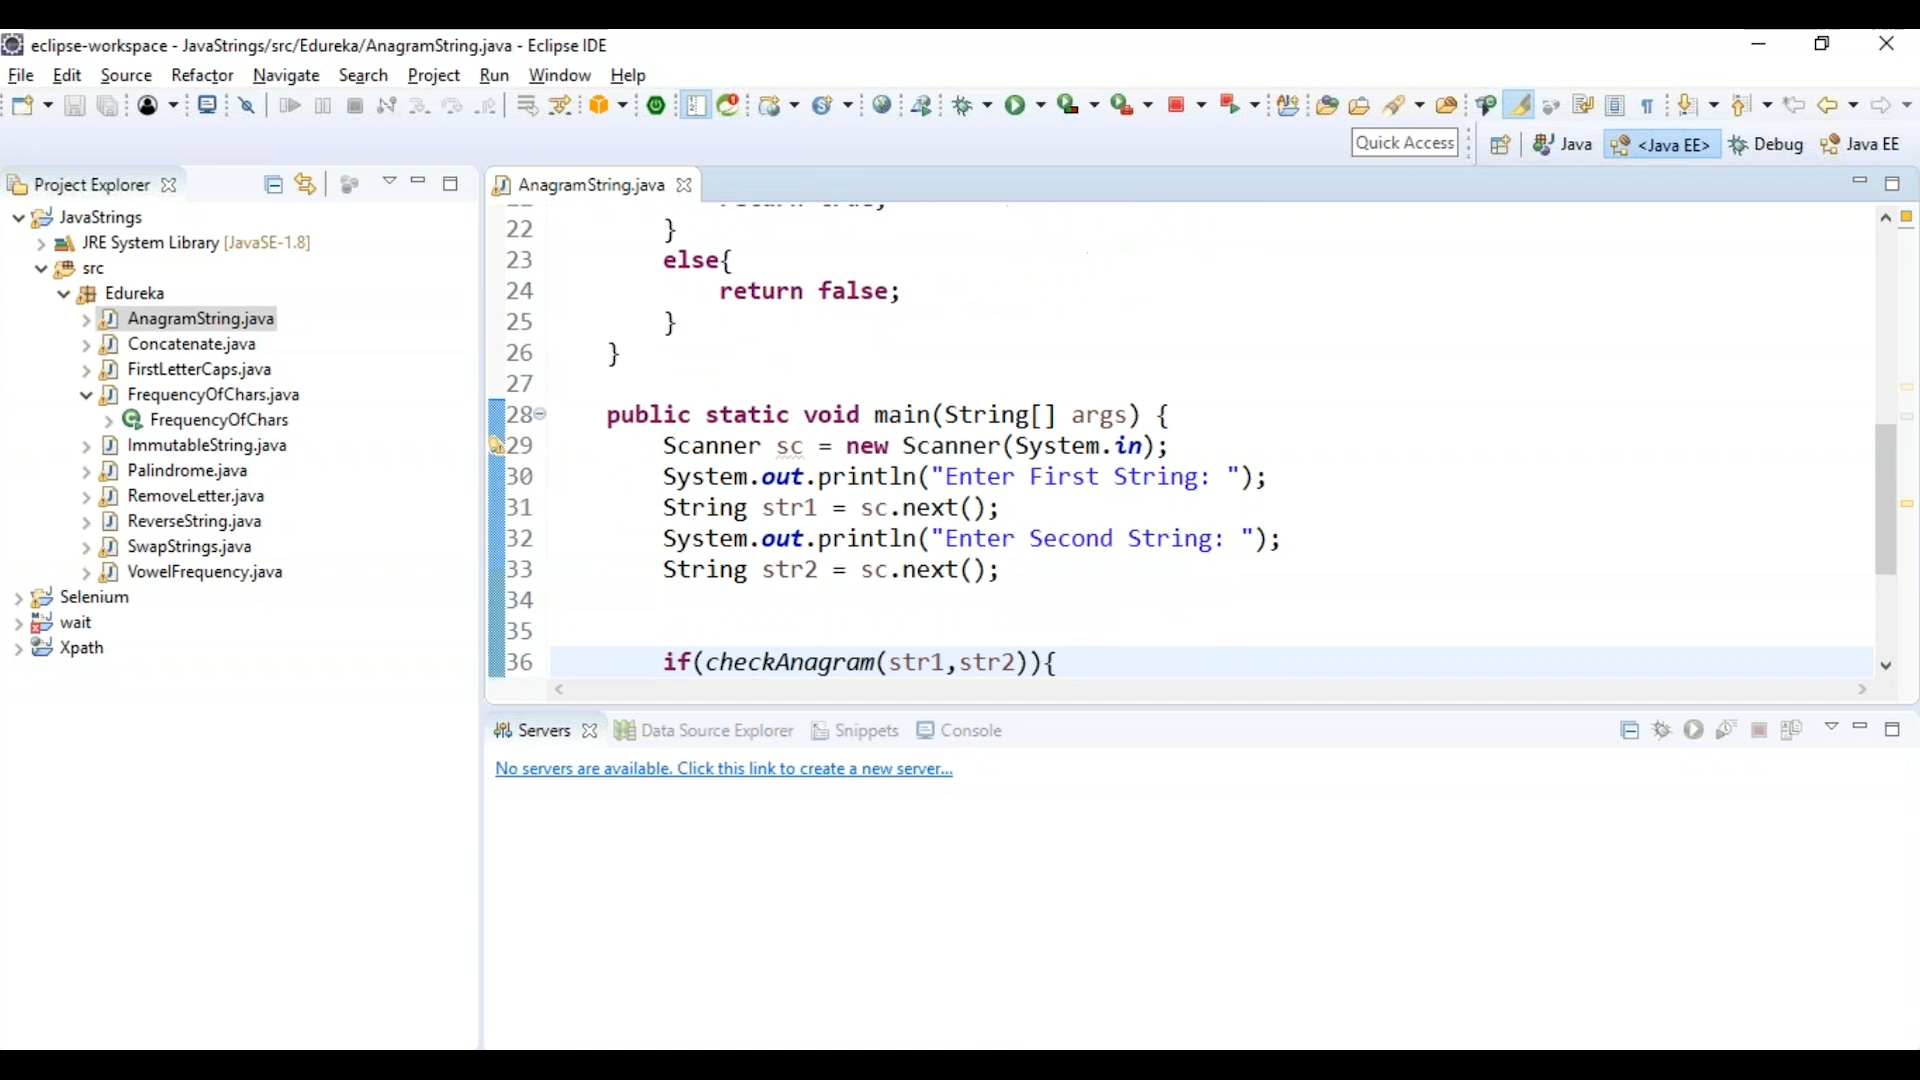 eclipse-workspace - JavaStrings/src/Edureka/AnagramString.java - Eclipse IDE
File Edit Source Refactor Navigate Search Project Run Window Help
Quick Access Java <Java EE> Debug Java EE
Project Explorer
JavaStrings
JRE System Library [JavaSE-1.8]
src
Edureka
AnagramString.java
Concatenate.java
FirstLetterCaps.java
FrequencyOfChars.java
FrequencyOfChars
ImmutableString.java
Palindrome.java
RemoveLetter.java
ReverseString.java
SwapStrings.java
VowelFrequency.java
Selenium
wait
Xpath
AnagramString.java
22 }
23 else{
24 return false;
25 }
26 }
27
28 public static void main(String[] args) {
29 Scanner sc = new Scanner(System.in);
30 System.out.println("Enter First String: ");
31 String str1 = sc.next();
32 System.out.println("Enter Second String: ");
33 String str2 = sc.next();
34
35
36 if(checkAnagram(str1,str2)){
Servers Data Source Explorer Snippets Console
No servers are available. Click this link to create a new server...